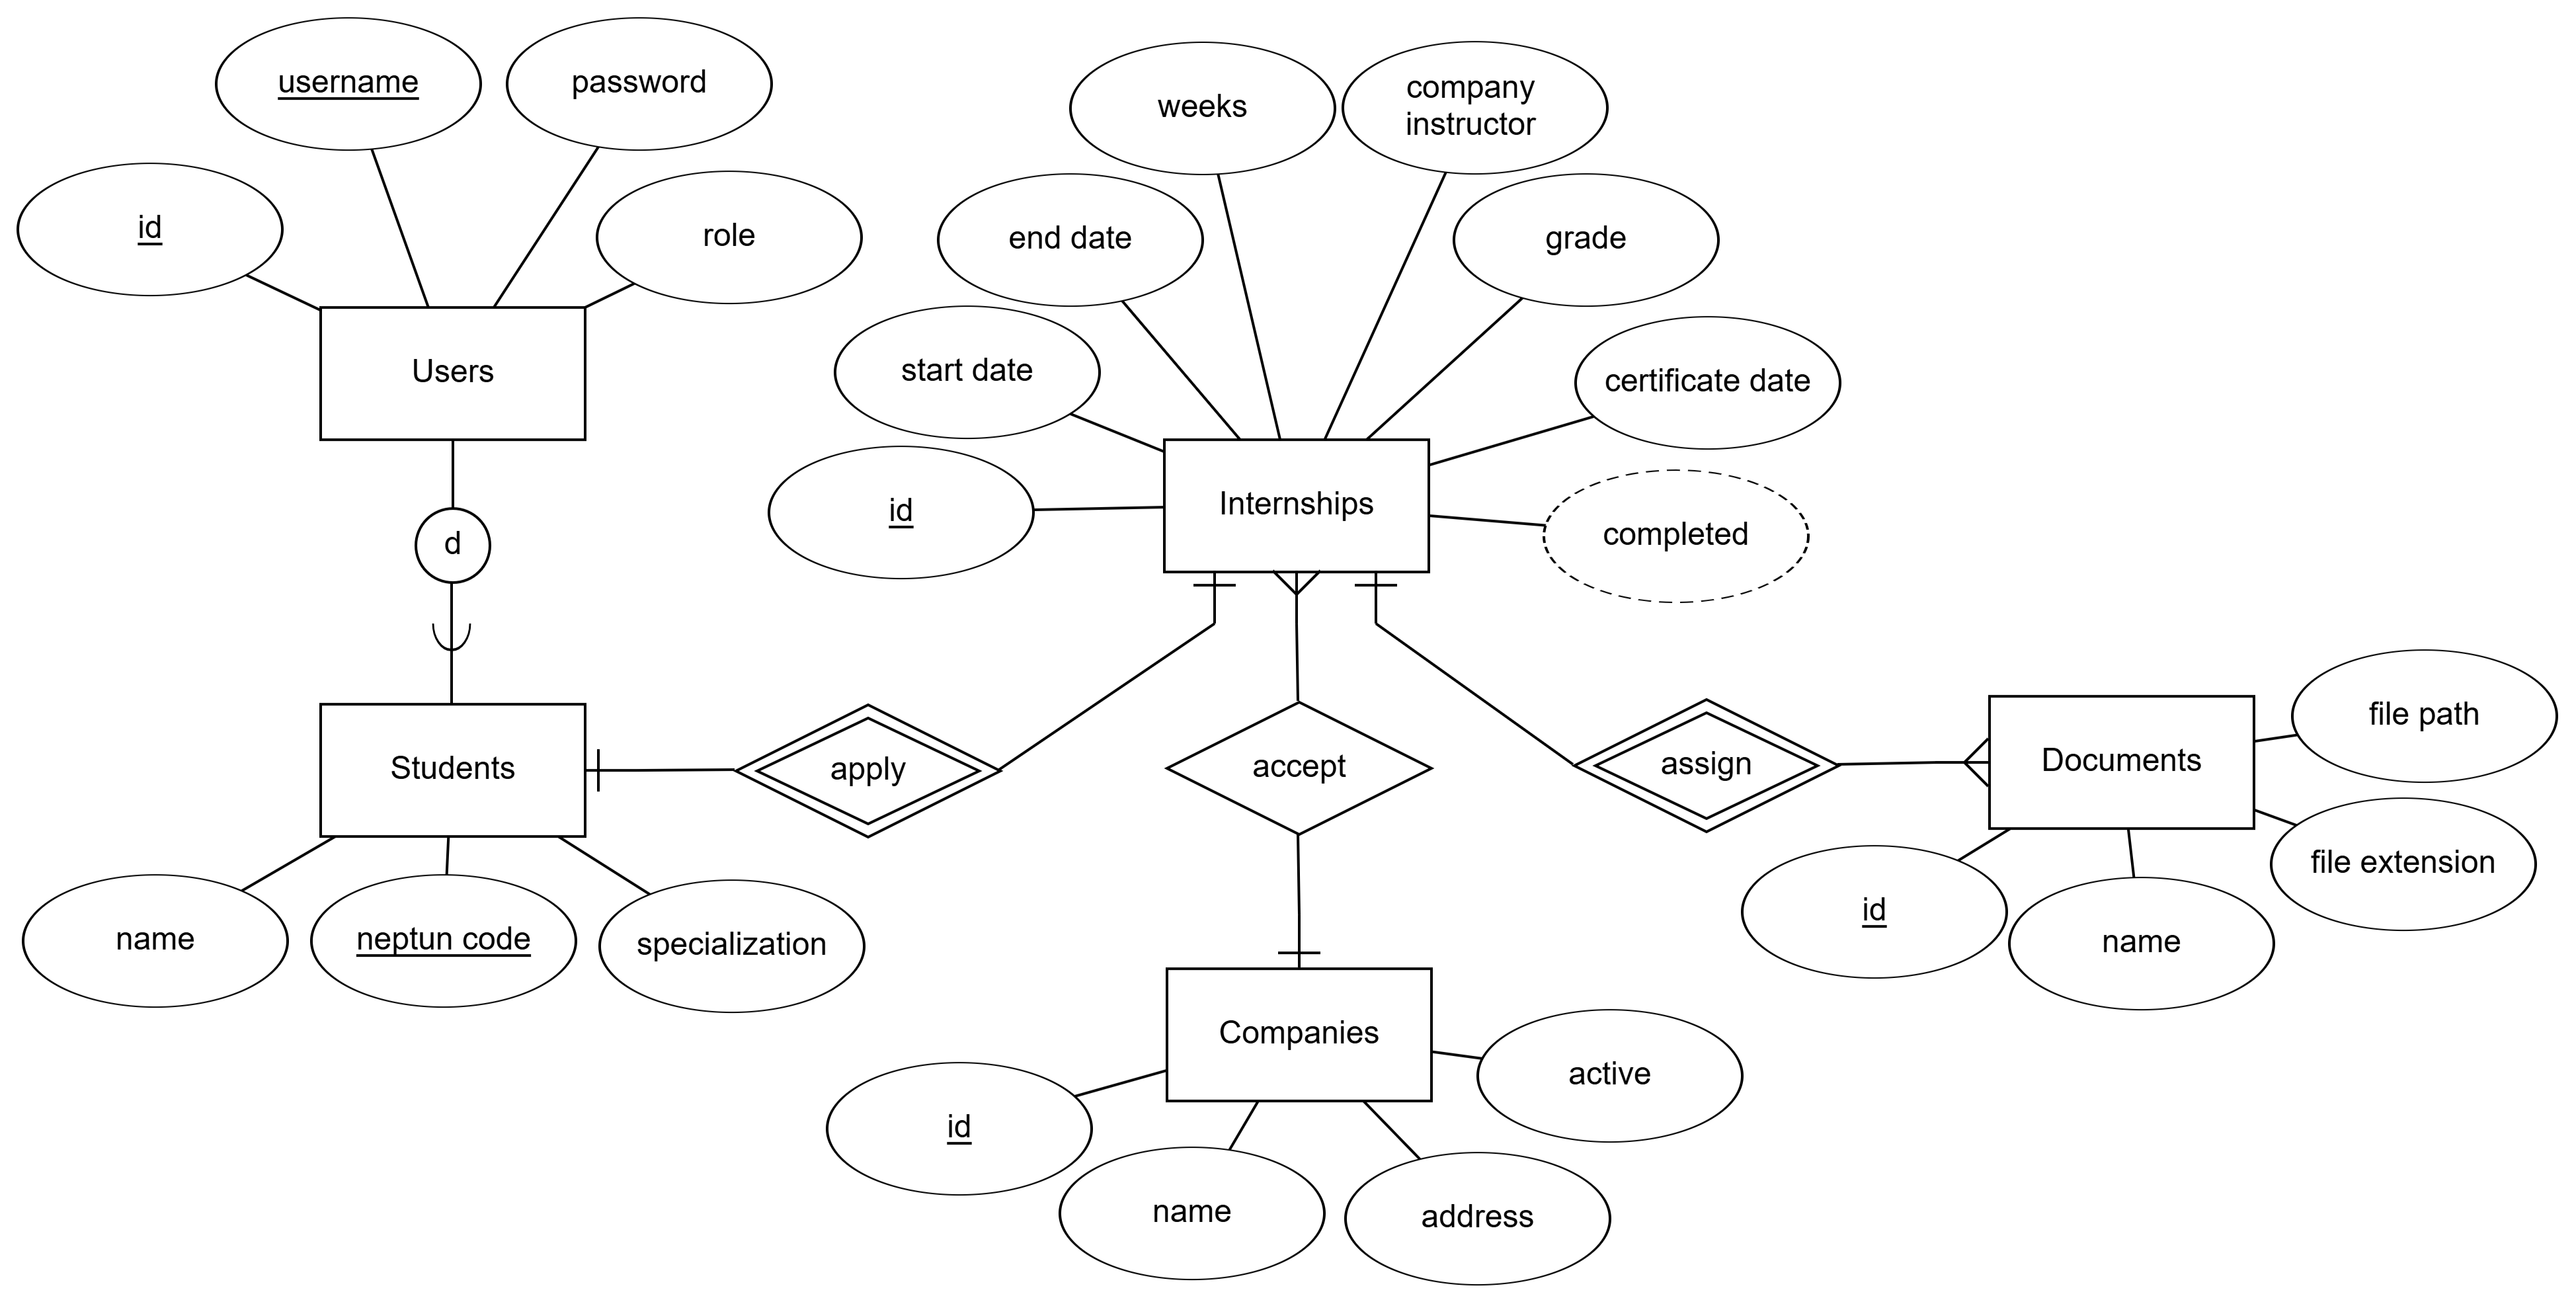 username
password
id
role
Users
d
Students
name
neptun code
specialization
apply
weeks
company
instructor
end date
grade
start date
certificate date
id
Internships
completed
accept
assign
Companies
id
name
address
active
Documents
file path
file extension
id
name